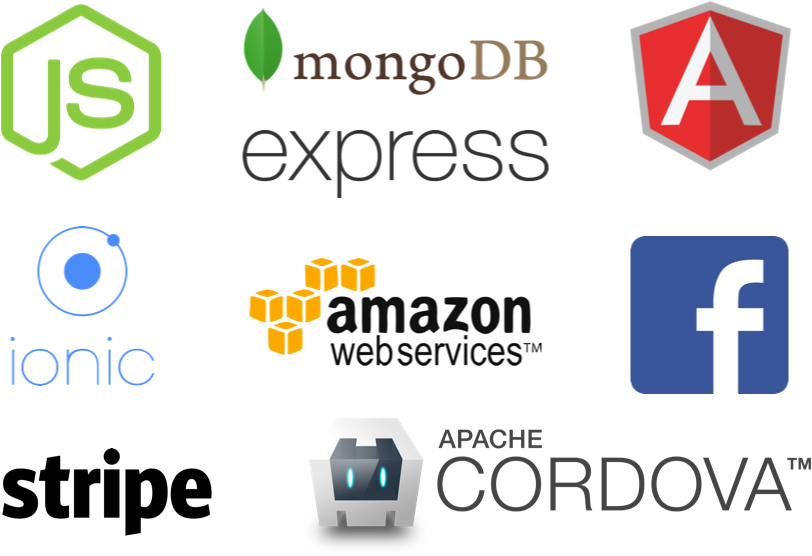 JS
mongoDB
A
express
ionic
amazon
webservices™
f
stripe
APACHE
CORDOVA™